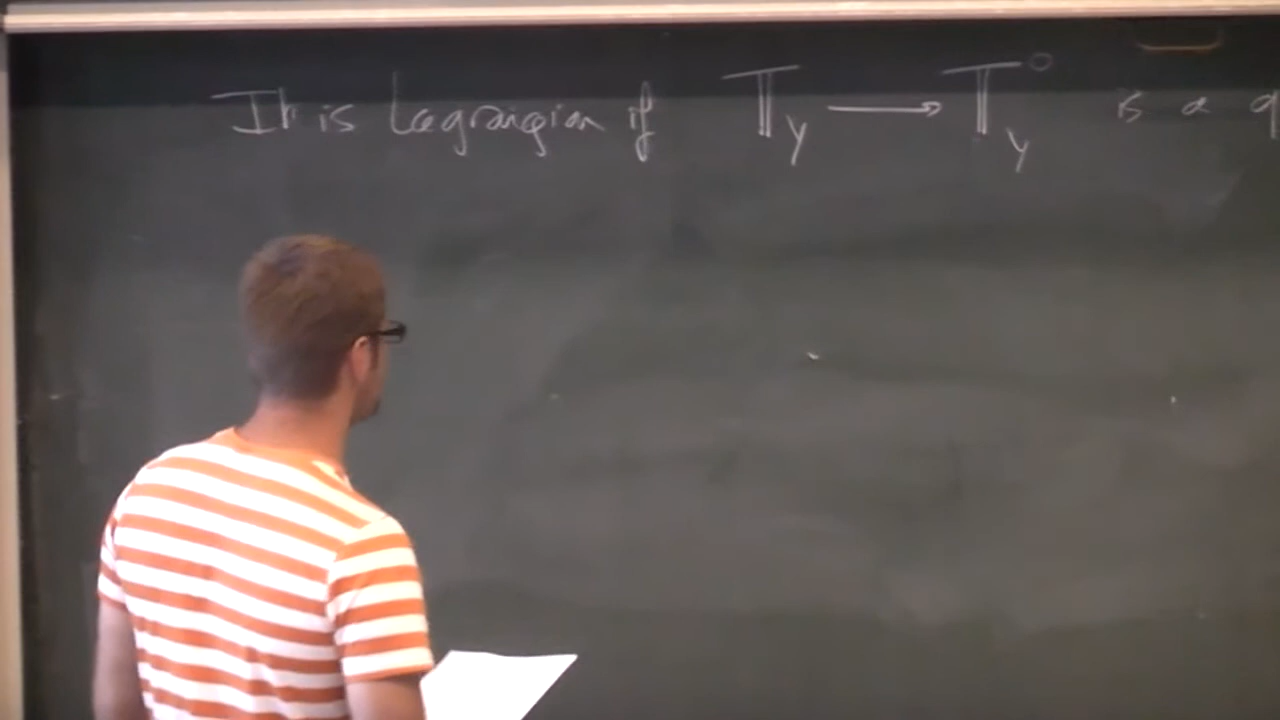 It is Lagrangian if 𝕋_Y ⟶ 𝕋_Y° is a q